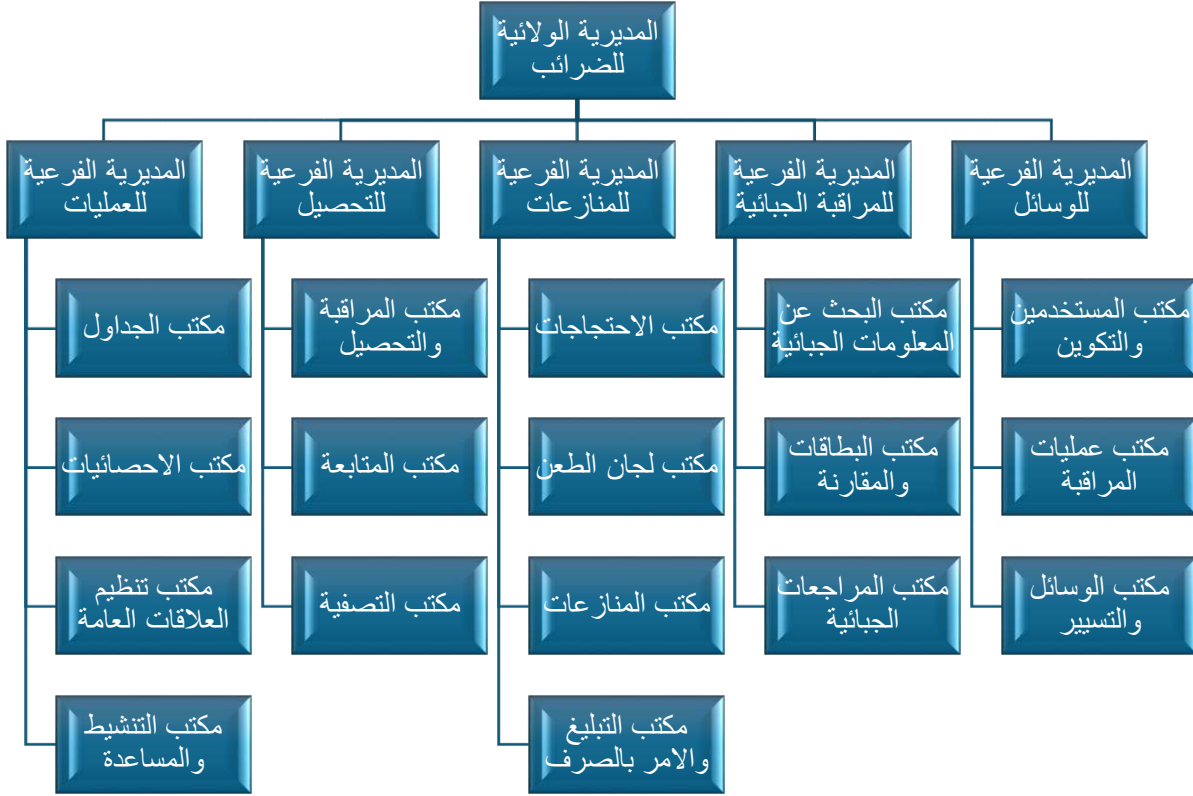 المديرية الولائية
للضرائب
المديرية الفرعية
للوسائل
مكتب المستخدمين
والتكوين
مكتب عمليات
المراقبة
مكتب الوسائل
والتسيير
المديرية الفرعية
للمراقبة الجبائية
مكتب البحث عن
المعلومات الجبائية
مكتب البطاقات
والمقارنة
مكتب المراجعات
الجبائية
المديرية الفرعية
للمنازعات
مكتب الاحتجاجات
مكتب لجان الطعن
مكتب المنازعات
مكتب التبليغ
والامر بالصرف
المديرية الفرعية
للتحصيل
مكتب المراقبة
والتحصيل
مكتب المتابعة
مكتب التصفية
المديرية الفرعية
للعمليات
مكتب الجداول
مكتب الاحصائيات
مكتب تنظيم
العلاقات العامة
مكتب التنشيط
والمساعدة